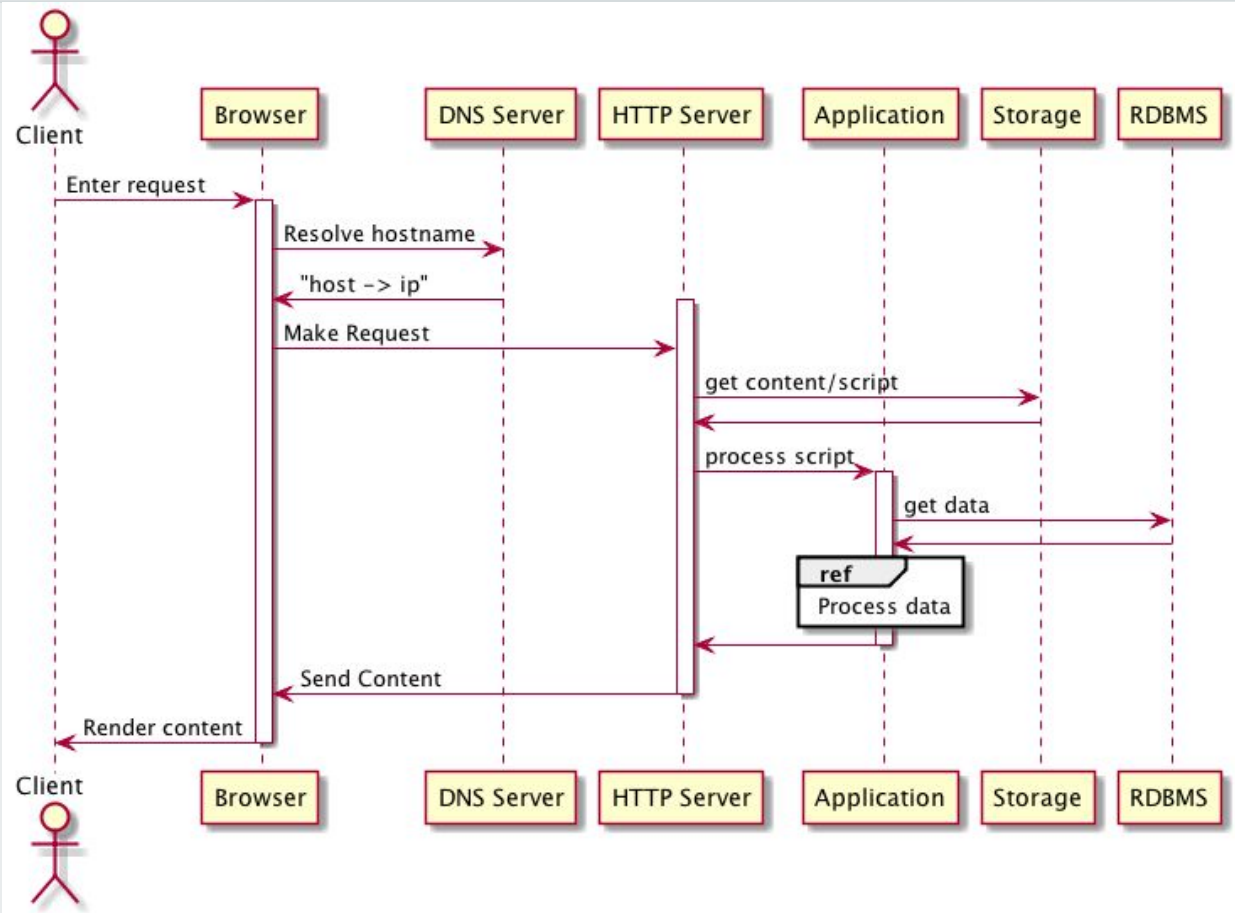 Client
Browser
DNS Server
HTTP Server
Application
Storage
RDBMS
Enter request
Resolve hostname
"host -> ip"
Make Request
get content/script
process script
get data
ref
Process data
Send Content
Render content
Client
Browser
DNS Server
HTTP Server
Application
Storage
RDBMS